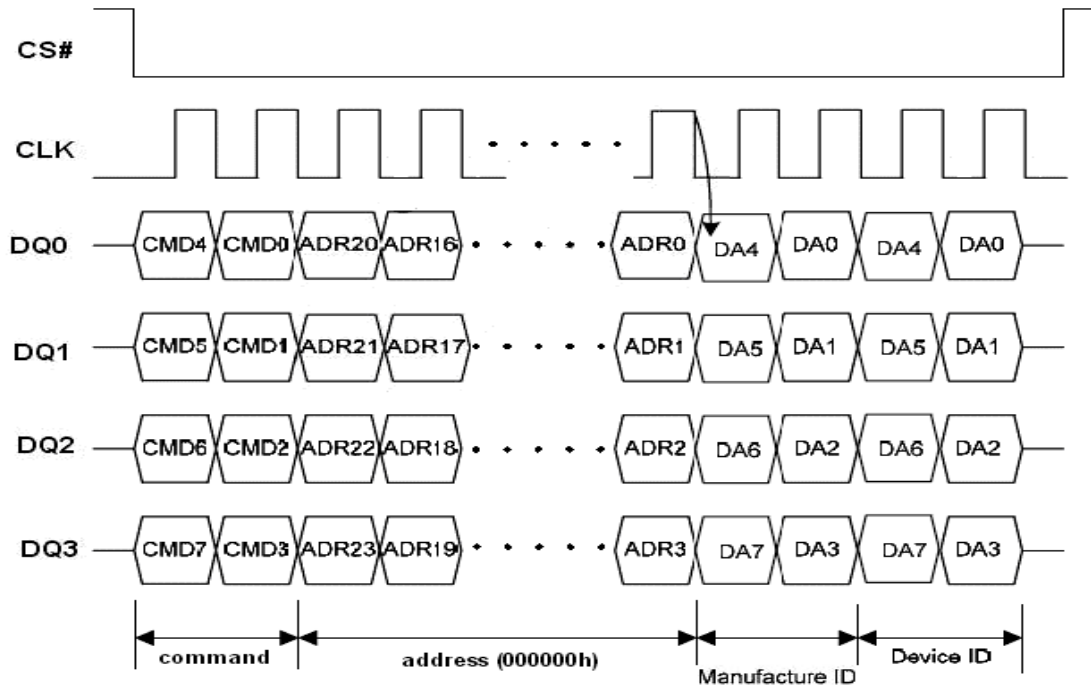 CS#
CLK
DQ0 CMD4 CMD0 ADR20 ADR16 ADR0 DA4 DA0 DA4 DA0
DQ1 CMD5 CMD1 ADR21 ADR17 ADR1 DA5 DA1 DA5 DA1
DQ2 CMD6 CMD2 ADR22 ADR18 ADR2 DA6 DA2 DA6 DA2
DQ3 CMD7 CMD3 ADR23 ADR19 ADR3 DA7 DA3 DA7 DA3
command address (000000h) Manufacture ID Device ID